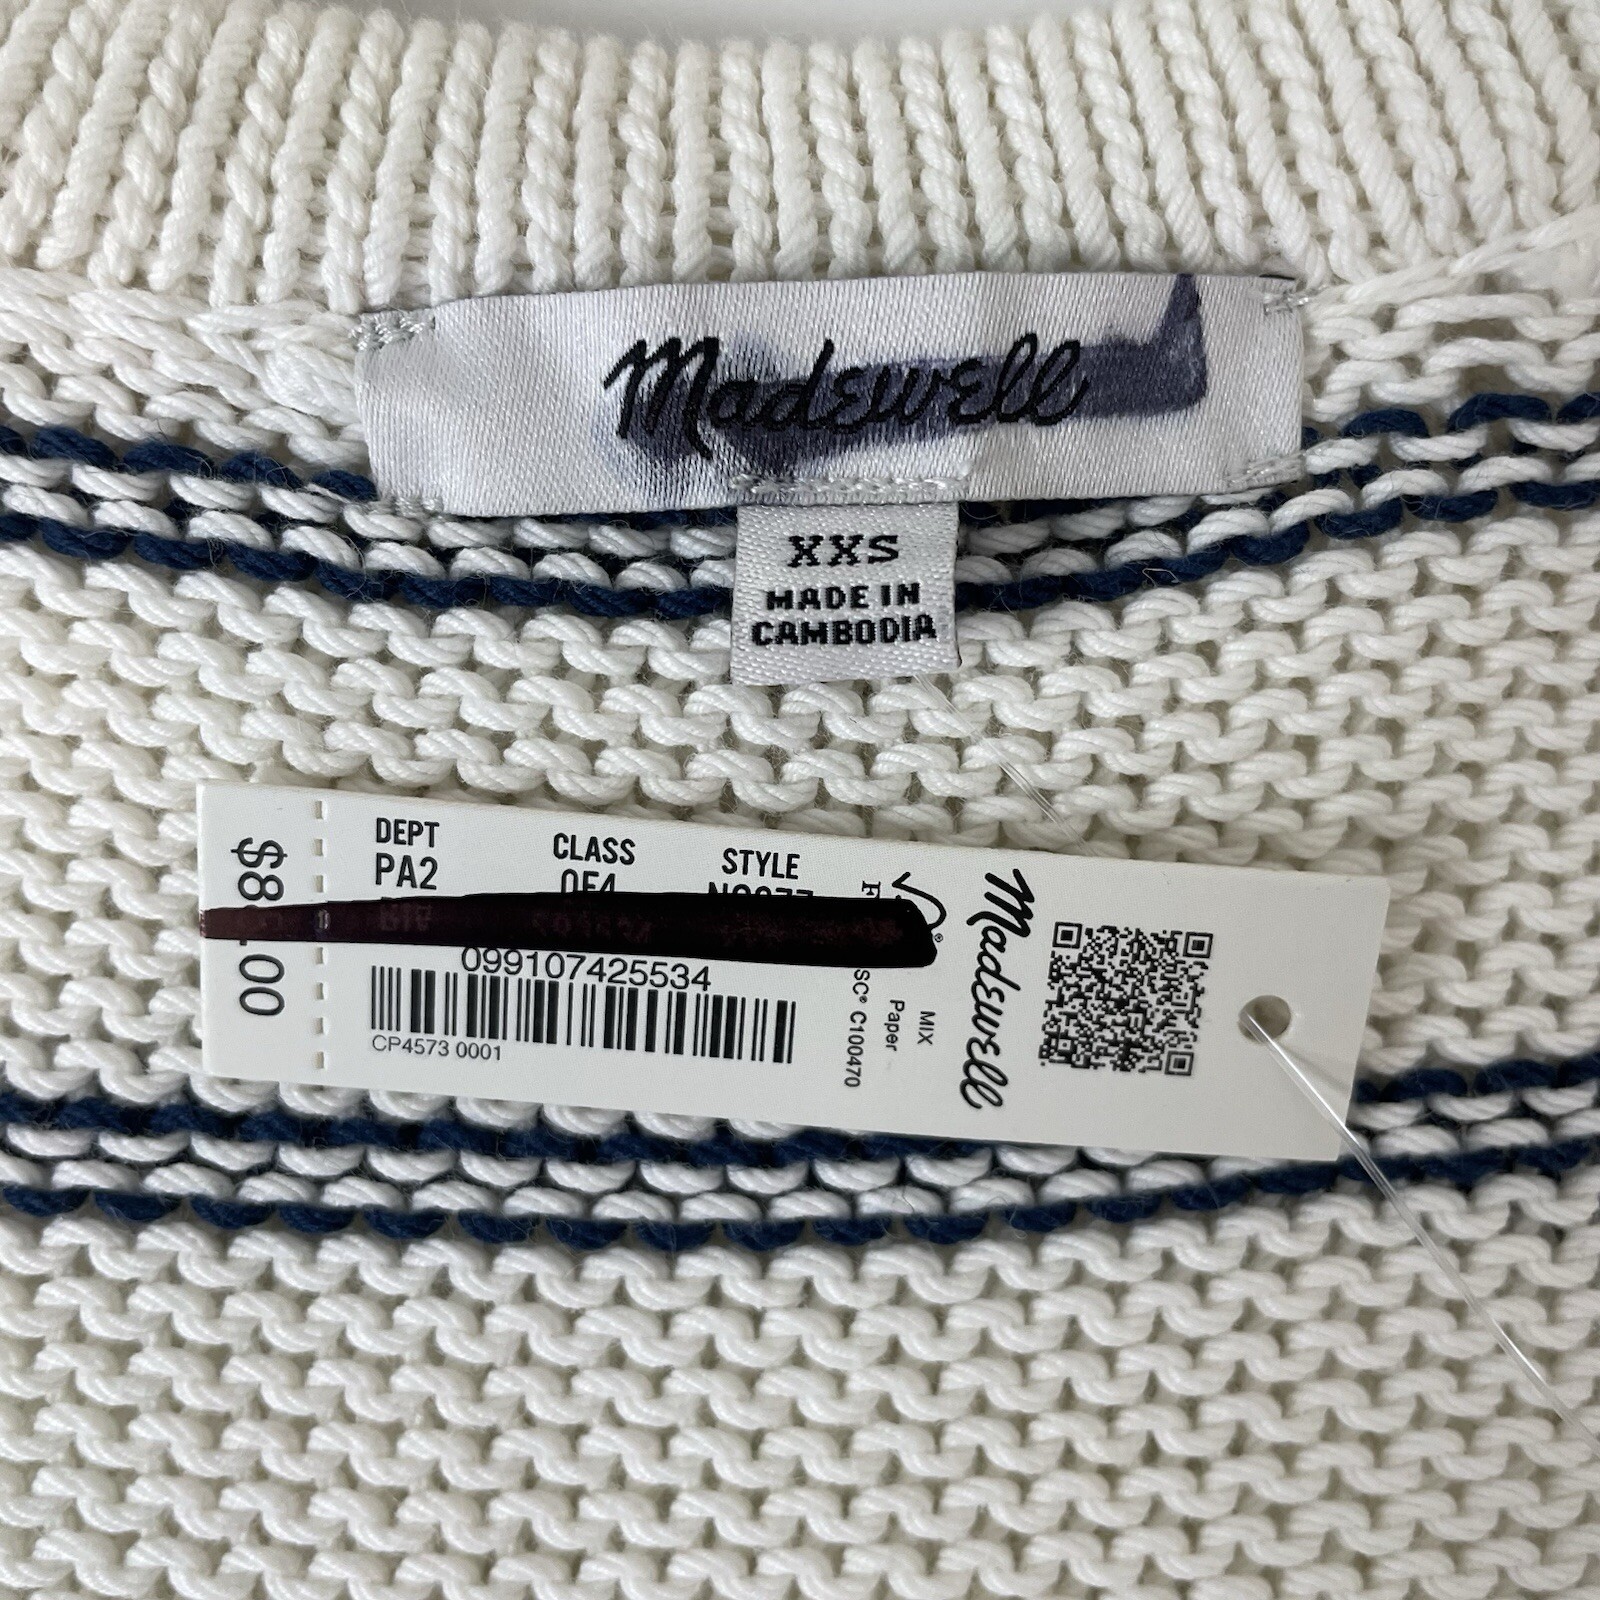 Madewell
XXS
MADE IN
CAMBODIA
DEPT CLASS STYLE
PA2
099107425534
CP4573 0001
MIX
Paper
C100470
Madewell